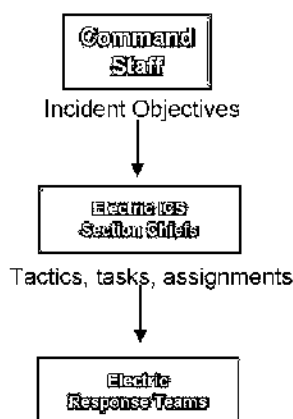 Command
Staff
Incident Objectives
Electric ICS
Section Chiefs
Tactics, tasks, assignments
Electric
Response Teams